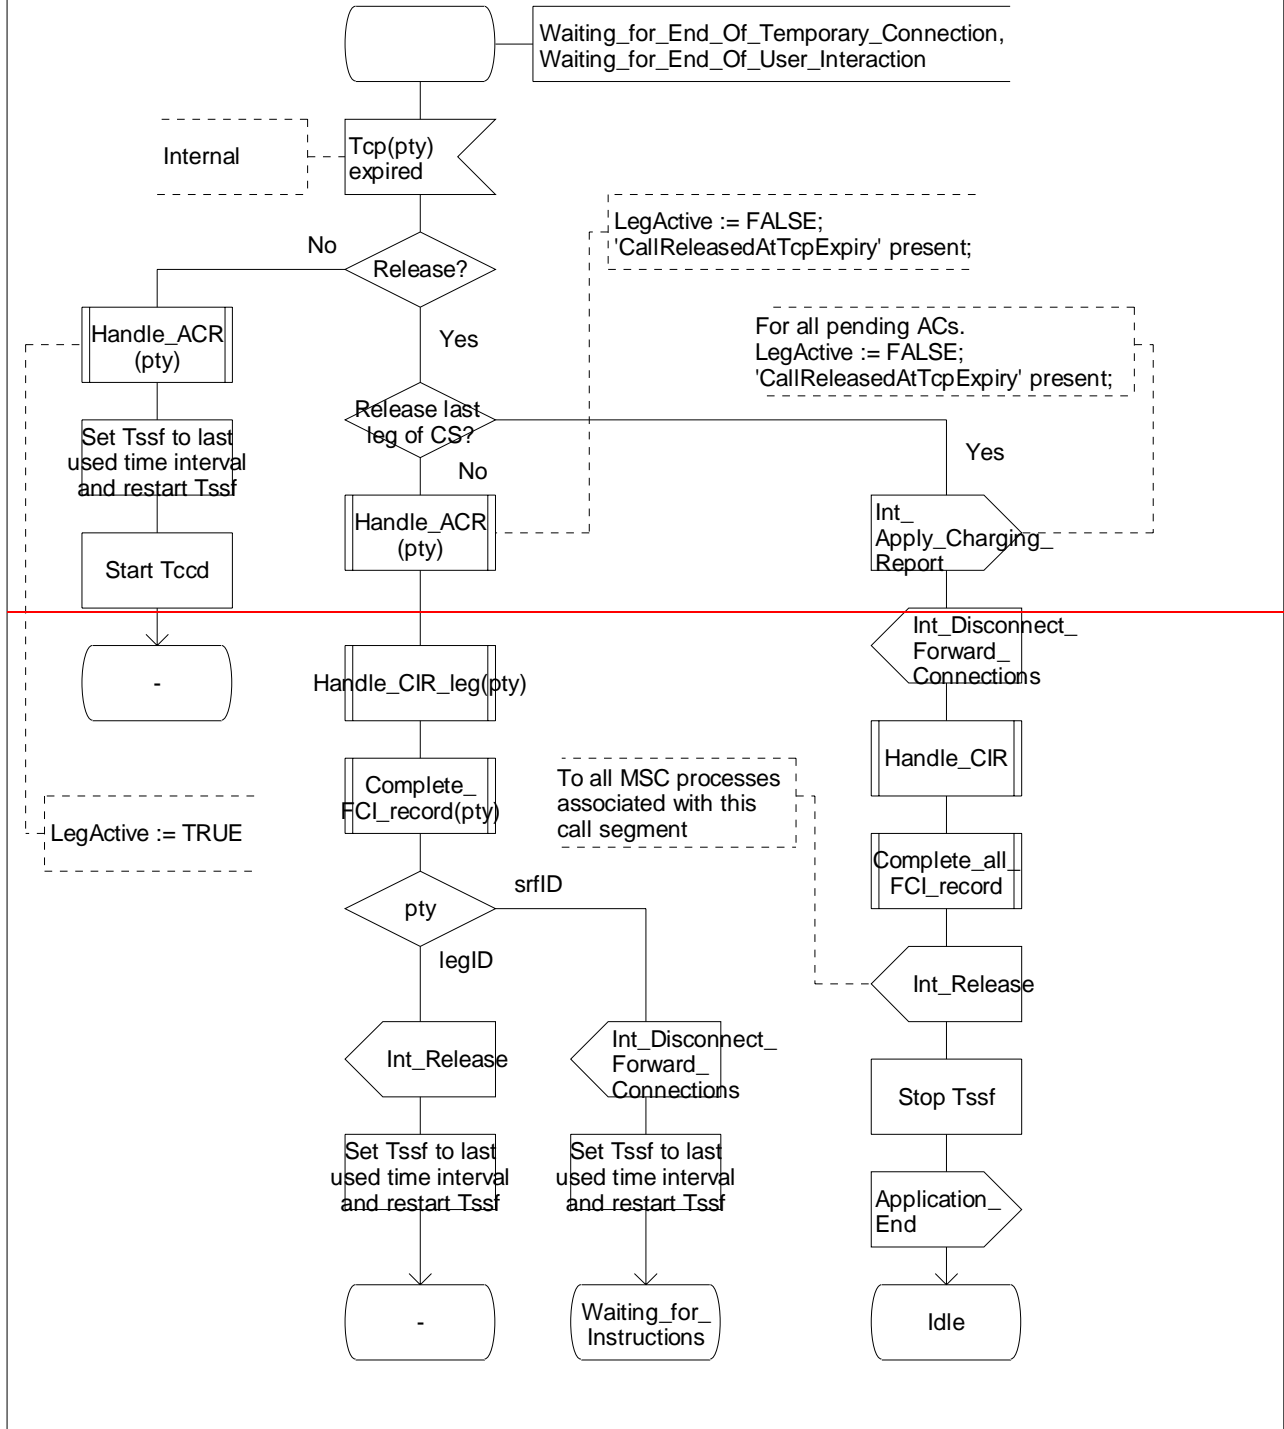 Waiting_for_End_Of_Temporary_Connection,
Waiting_for_End_Of_User_Interaction
Internal
Tcp(pty)
expired
LegActive := FALSE;
'CallReleasedAtTcpExpiry' present;
No
Release?
Yes
Handle_ACR
(pty)
For all pending ACs.
LegActive := FALSE;
'CallReleasedAtTcpExpiry' present;
Release last
leg of CS?
Yes
No
Set Tssf to last
used time interval
and restart Tssf
Handle_ACR
(pty)
Int_
Apply_Charging_
Report
Start Tccd
Int_Disconnect_
Forward_
Connections
-
Handle_CIR_leg(pty)
Handle_CIR
To all MSC processes
associated with this
call segment
Complete_
FCI_record(pty)
LegActive := TRUE
Complete_all_
FCI_record
pty
srfID
legID
Int_Release
Int_Release
Int_Disconnect_
Forward_
Connections
Stop Tssf
Set Tssf to last
used time interval
and restart Tssf
Set Tssf to last
used time interval
and restart Tssf
Application_
End
-
Waiting_for_
Instructions
Idle